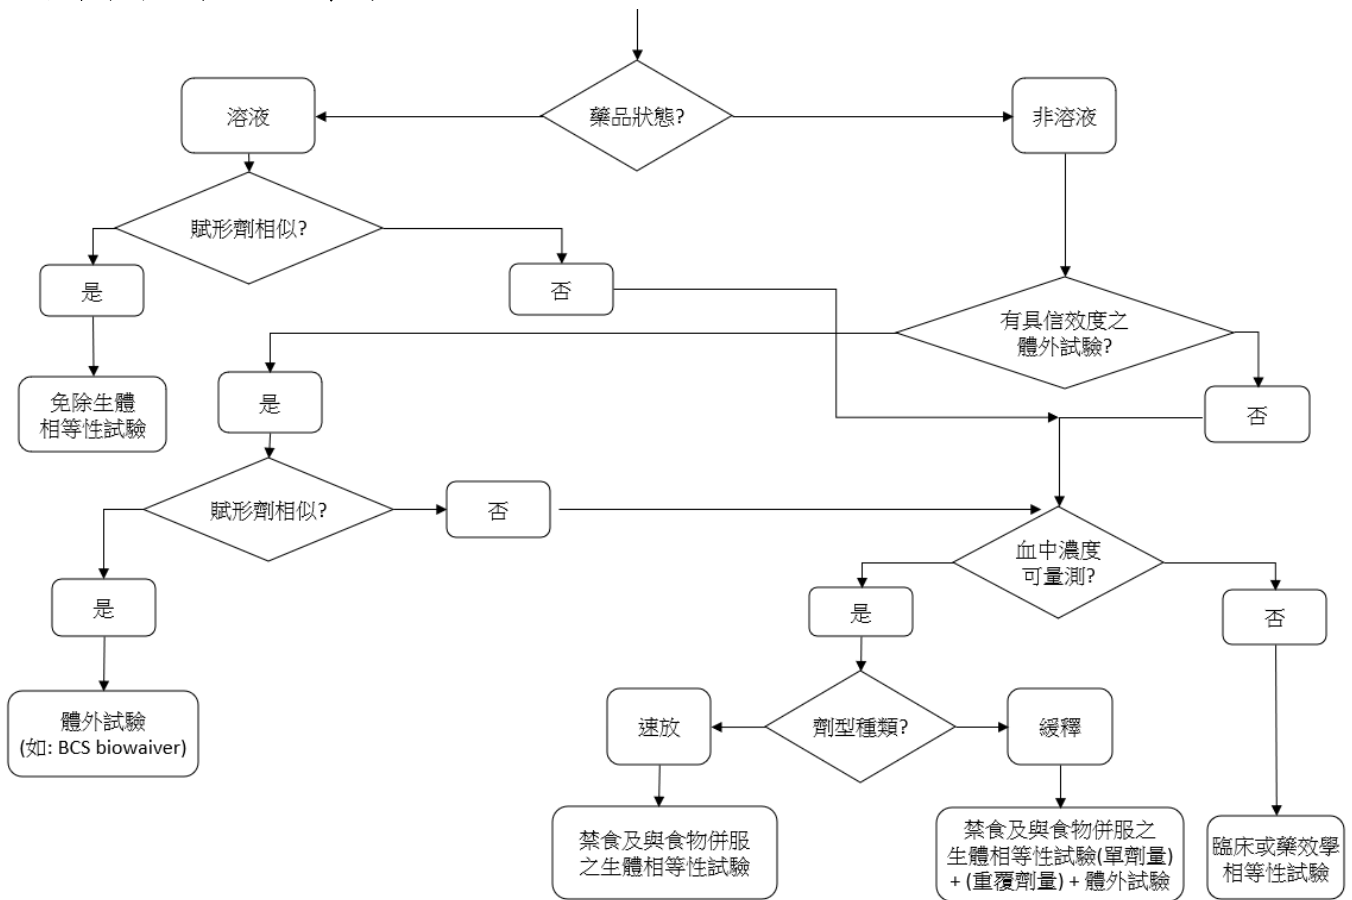 藥品狀態?
溶液
非溶液
賦形劑相似?
是
否
有具信效度之
體外試驗?
免除生體
相等性試驗
是
否
賦形劑相似?
否
血中濃度
可量測?
是
是
否
體外試驗
(如: BCS biowaiver)
速放
劑型種類?
緩釋
禁食及與食物併服
之生體相等性試驗
禁食及與食物併服之
生體相等性試驗(單劑量)
+ (重覆劑量) + 體外試驗
臨床或藥效學
相等性試驗